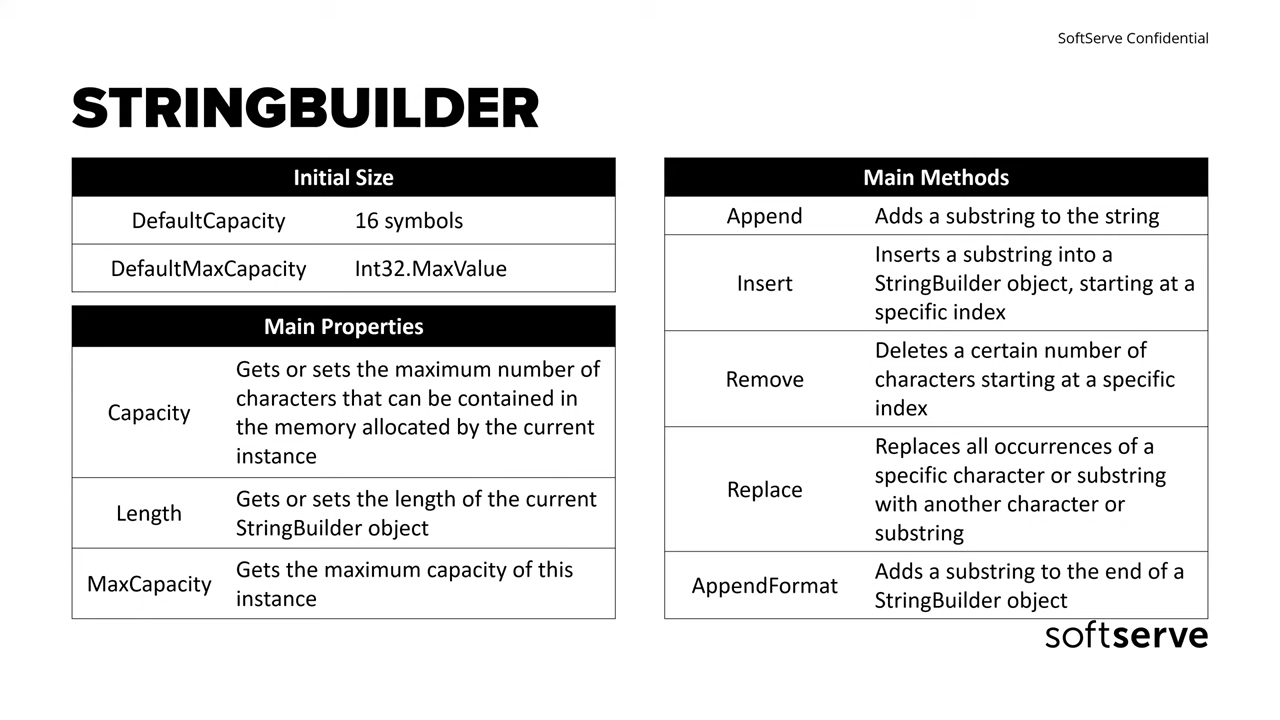 SoftServe Confidential
STRINGBUILDER
Initial Size
DefaultCapacity 16 symbols
DefaultMaxCapacity Int32.MaxValue
Main Properties
Capacity
Gets or sets the maximum number of
characters that can be contained in
the memory allocated by the current
instance
Length
Gets or sets the length of the current
StringBuilder object
MaxCapacity
Gets the maximum capacity of this
instance
Main Methods
Append Adds a substring to the string
Insert
Inserts a substring into a
StringBuilder object, starting at a
specific index
Remove
Deletes a certain number of
characters starting at a specific
index
Replace
Replaces all occurrences of a
specific character or substring
with another character or
substring
AppendFormat
Adds a substring to the end of a
StringBuilder object
softserve